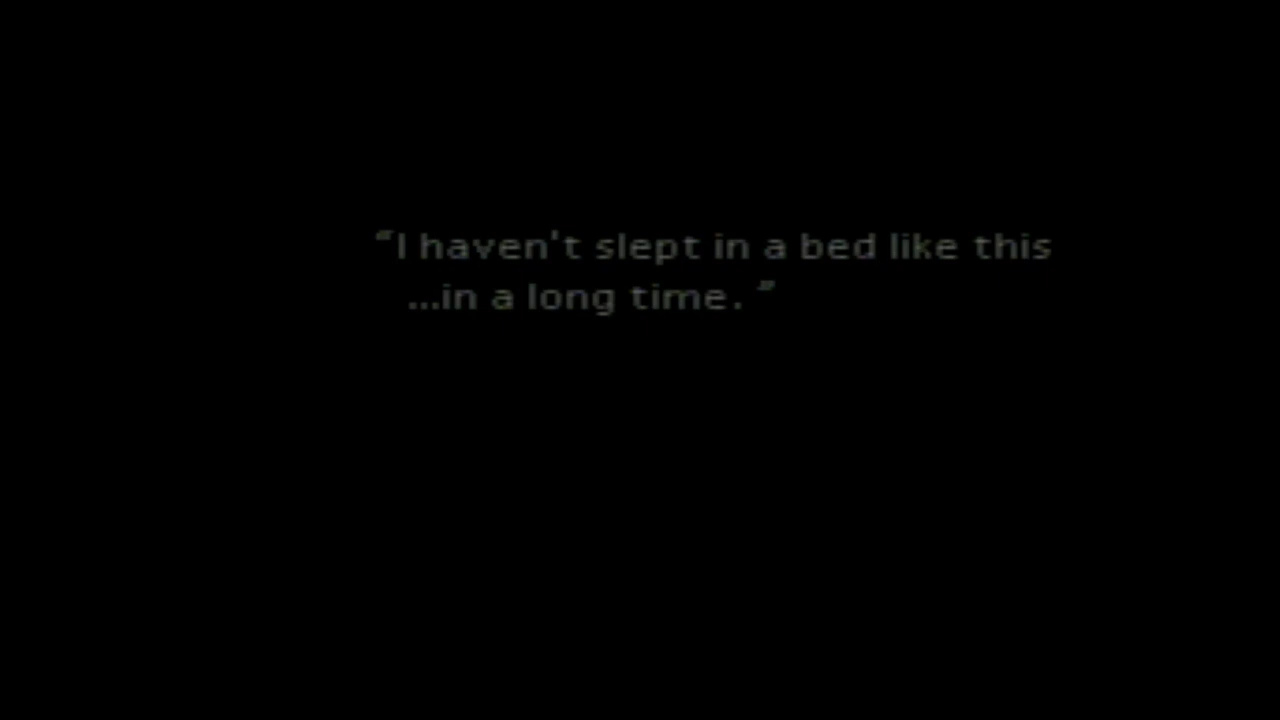 “I haven't slept in a bed like this
...in a long time. ”